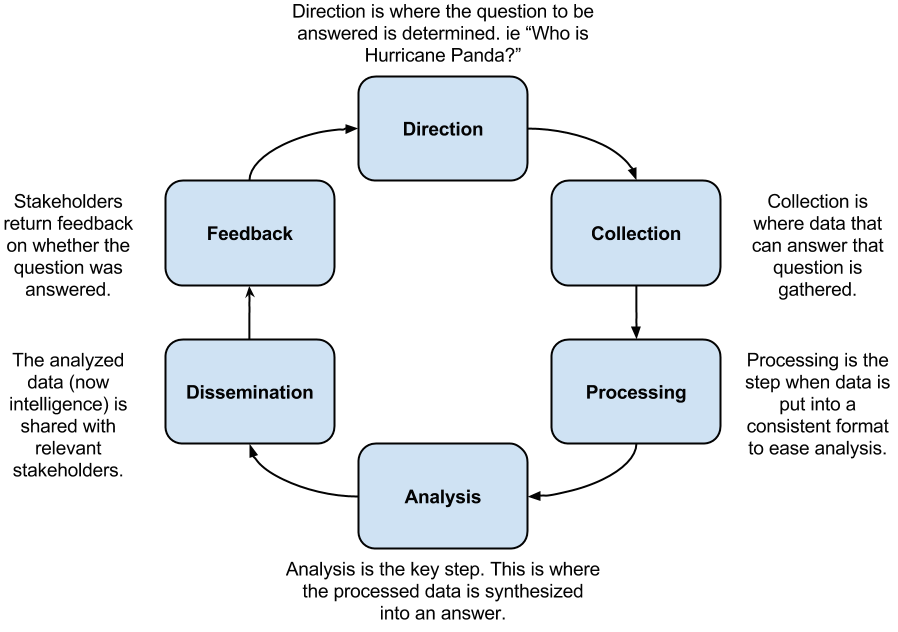 Direction is where the question to be
answered is determined. ie “Who is
Hurricane Panda?”
Direction
Collection
Collection is
where data that
can answer that
question is
gathered.
Processing
Processing is the
step when data is
put into a
consistent format
to ease analysis.
Analysis
Analysis is the key step. This is where
the processed data is synthesized
into an answer.
Dissemination
The analyzed
data (now
intelligence) is
shared with
relevant
stakeholders.
Feedback
Stakeholders
return feedback
on whether the
question was
answered.